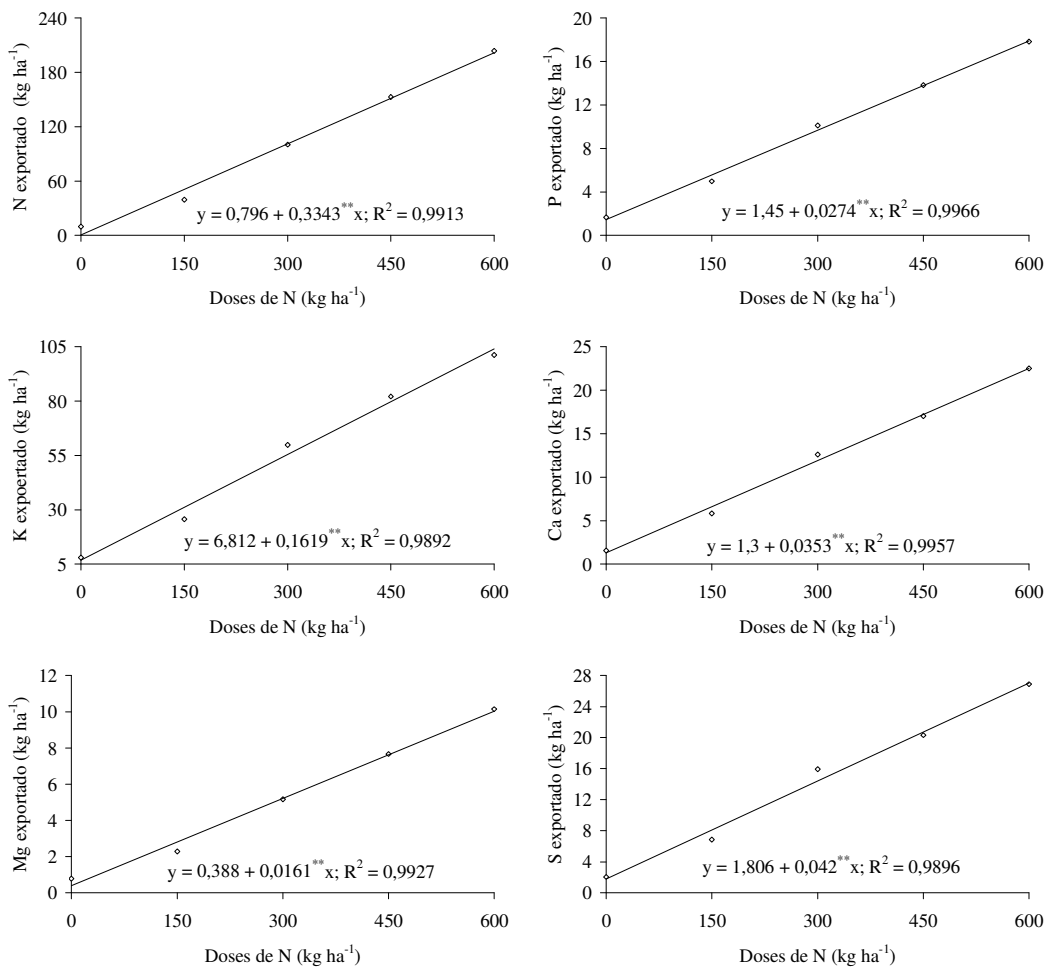 N exportado (kg ha-1)
240
180
120
60
0
y = 0,796 + 0,3343**x; R2 = 0,9913
0 150 300 450 600
Doses de N (kg ha-1)
P exportado (kg ha-1)
20
16
12
8
4
0
y = 1,45 + 0,0274**x; R2 = 0,9966
0 150 300 450 600
Doses de N (kg ha-1)
K expoertado (kg ha-1)
105
80
55
30
5
y = 6,812 + 0,1619**x; R2 = 0,9892
0 150 300 450 600
Doses de N (kg ha-1)
Ca exportado (kg ha-1)
25
20
15
10
5
0
y = 1,3 + 0,0353**x; R2 = 0,9957
0 150 300 450 600
Doses de N (kg ha-1)
Mg exportado (kg ha-1)
12
10
8
6
4
2
0
y = 0,388 + 0,0161**x; R2 = 0,9927
0 150 300 450 600
Doses de N (kg ha-1)
S exportado (kg ha-1)
28
24
20
16
12
8
4
0
y = 1,806 + 0,042**x; R2 = 0,9896
0 150 300 450 600
Doses de N (kg ha-1)